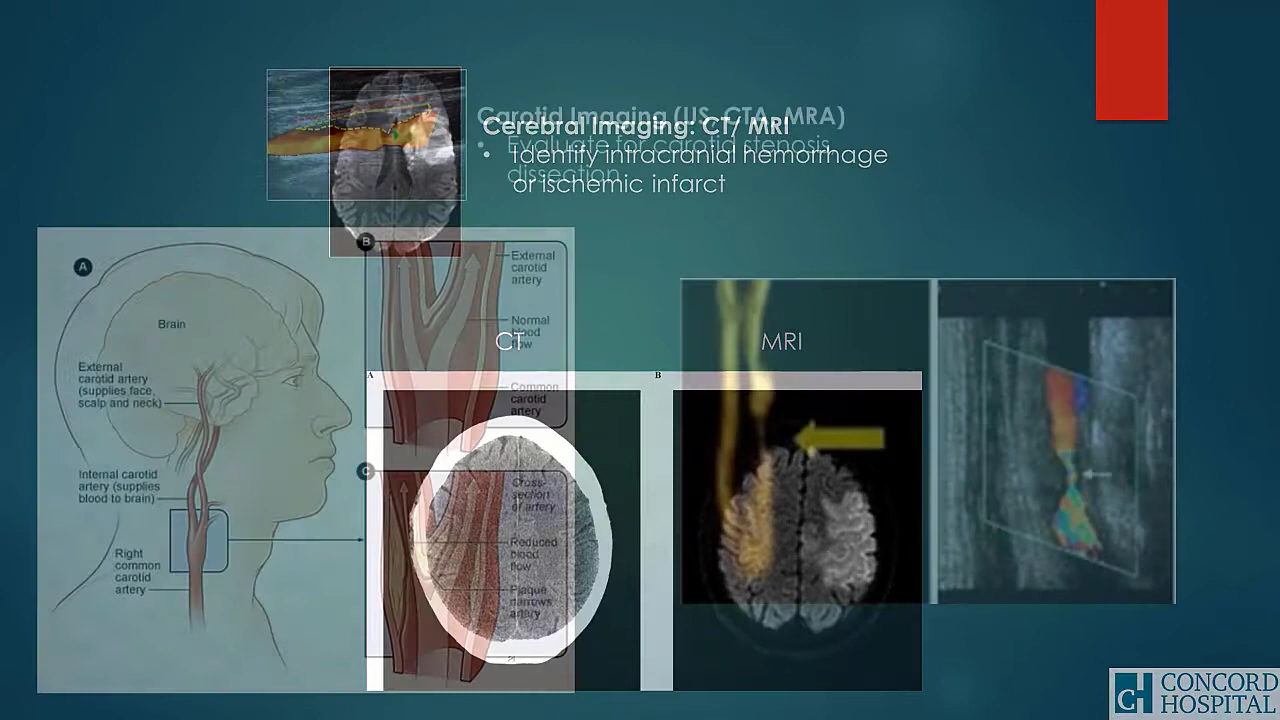 Carotid Imaging (US, CTA, MRA)
• Evaluate for carotid stenosis
dissection
Cerebral Imaging: CT/ MRI
• Identify intracranial hemorrhage
or ischemic infarct
A
Brain
External
carotid artery
(supplies face,
scalp and neck)
Internal carotid
artery (supplies
blood to brain)
Right
common
carotid
artery
B
External
carotid
artery
Normal
blood
flow
Common
carotid
artery
C
Cross-
section
of artery
Reduced
blood
flow
Plaque
narrows
artery
CT
MRI
A
B
CH
CONCORD
HOSPITAL